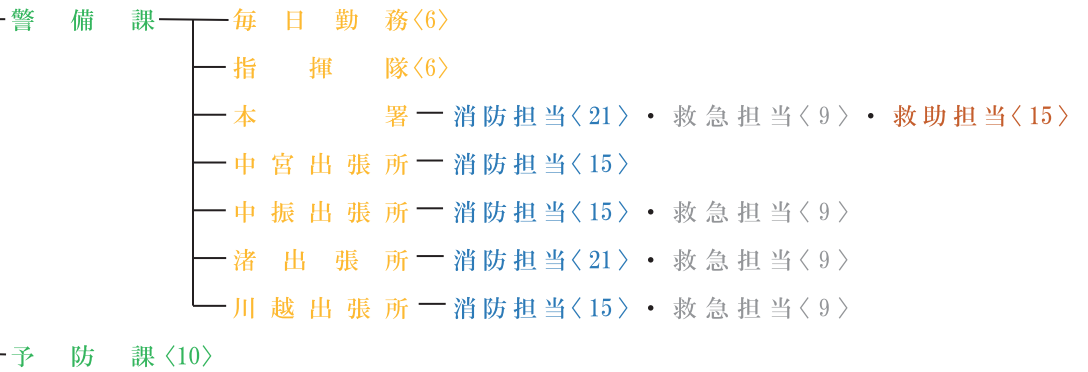 警備課 毎日勤務〈6〉
指揮隊〈6〉
本署 消防担当〈21〉・救急担当〈9〉・救助担当〈15〉
中宮出張所 消防担当〈15〉
中振出張所 消防担当〈15〉・救急担当〈9〉
渚出張所 消防担当〈21〉・救急担当〈9〉
川越出張所 消防担当〈15〉・救急担当〈9〉
予防課〈10〉